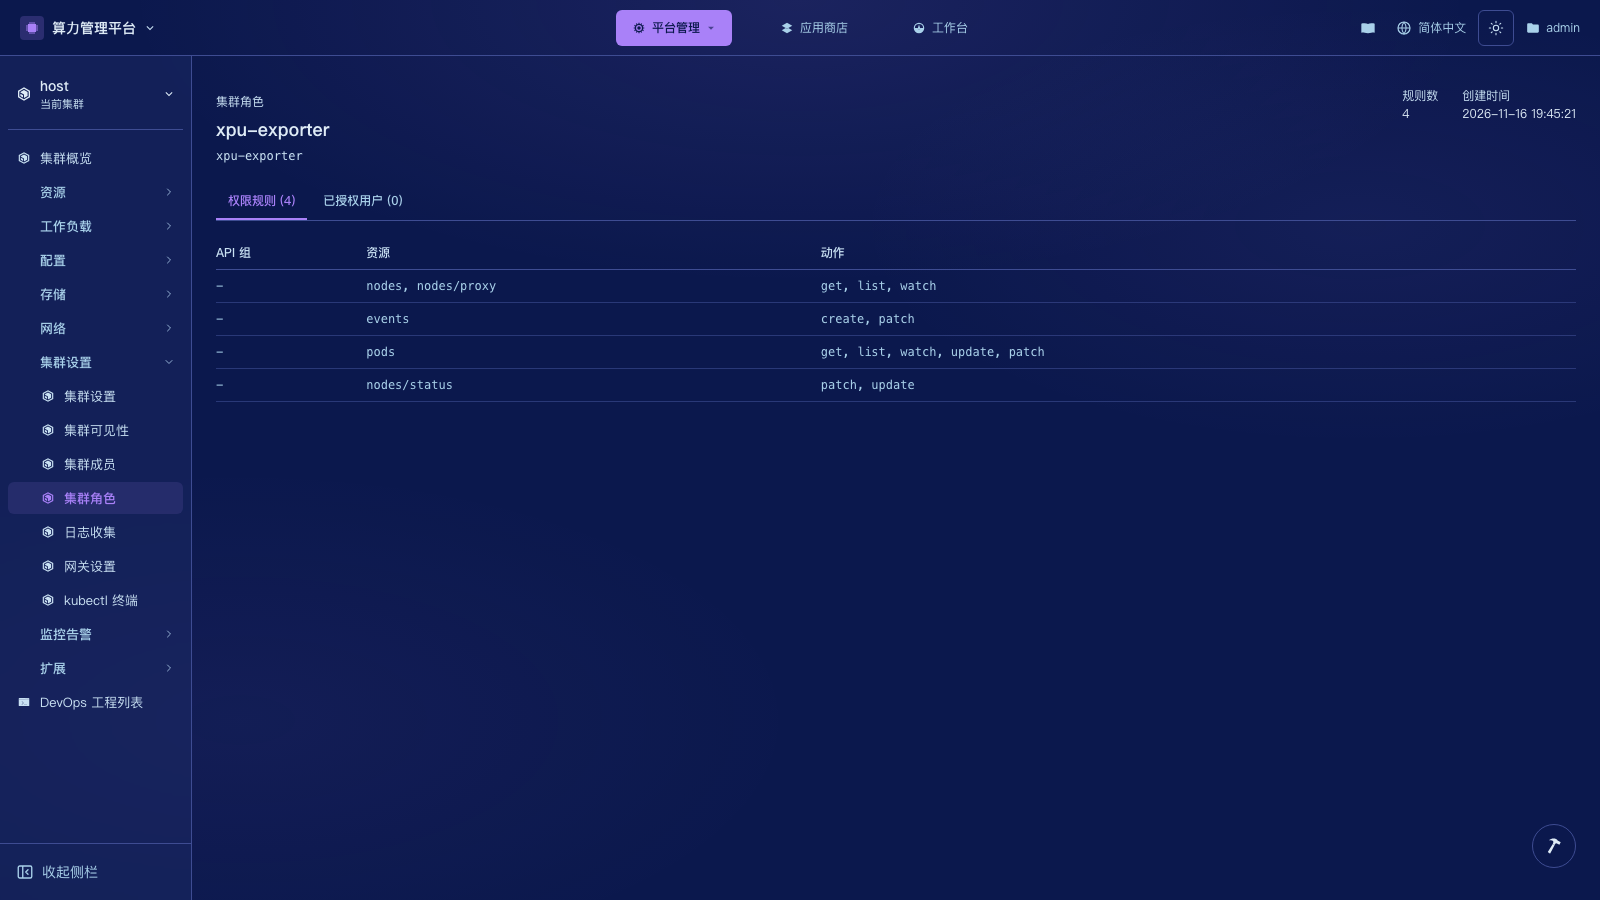 算力管理平台
平台管理
应用商店
工作台
简体中文
admin
host
当前集群
集群概览
资源
工作负载
配置
存储
网络
集群设置
集群设置
集群可见性
集群成员
集群角色
日志收集
网关设置
kubectl 终端
监控告警
扩展
DevOps 工程列表
收起侧栏
集群角色
xpu-exporter
xpu-exporter
规则数
4
创建时间
2026-11-16 19:45:21
权限规则 (4) 已授权用户 (0)
API 组 资源 动作
- nodes, nodes/proxy get, list, watch
- events create, patch
- pods get, list, watch, update, patch
- nodes/status patch, update